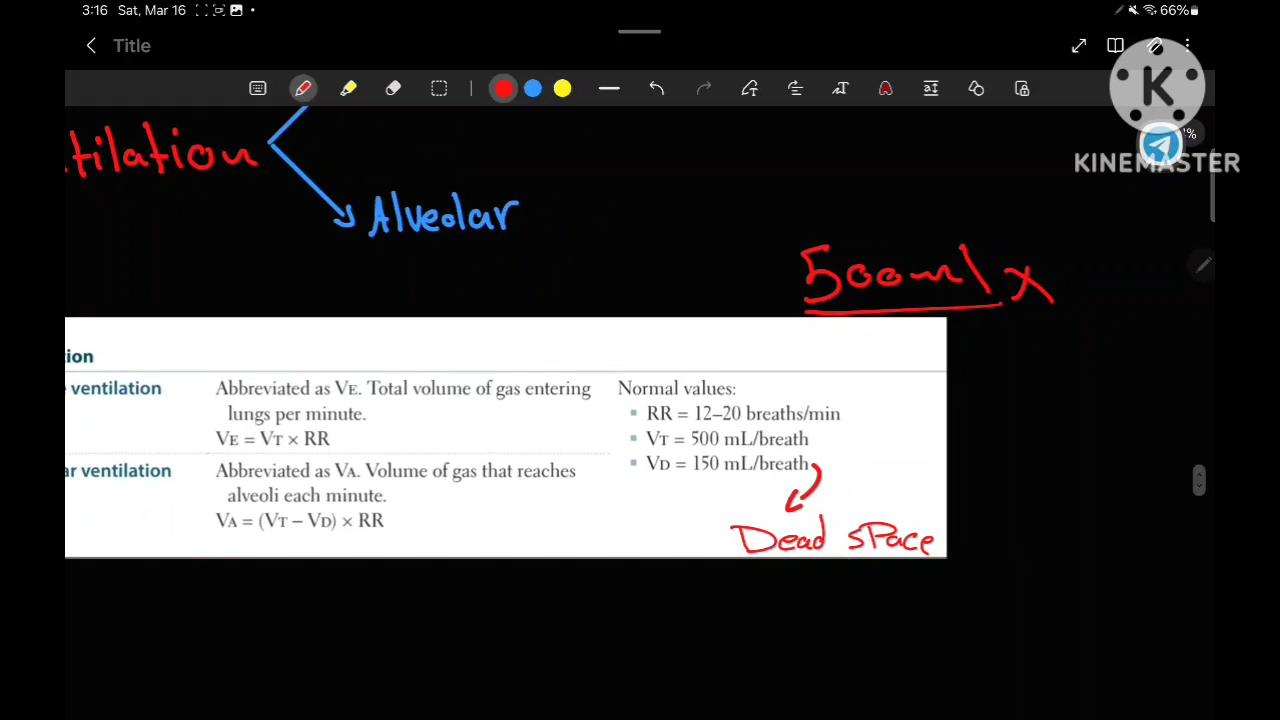 3:16 Sat, Mar 16
66%
Title
%
K
KINEMASTER
tilation
Alveolar
500ml x
tion
ventilation
Abbreviated as VE. Total volume of gas entering
lungs per minute.
VE = VT × RR
ar ventilation
Abbreviated as VA. Volume of gas that reaches
alveoli each minute.
VA = (VT – VD) × RR
Normal values:
▪ RR = 12–20 breaths/min
▪ VT = 500 mL/breath
▪ VD = 150 mL/breath
Dead sPace